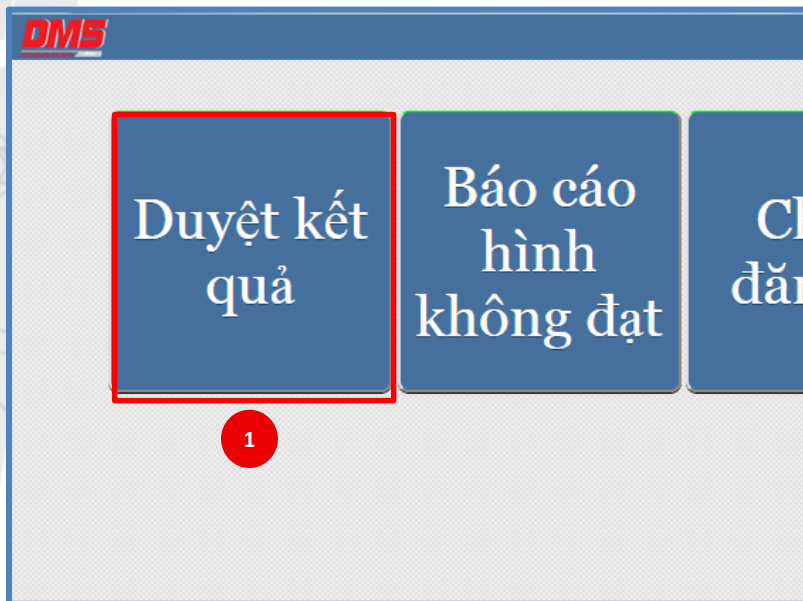 DMS
Duyệt kết
quả
Báo cáo
hình
không đạt
1